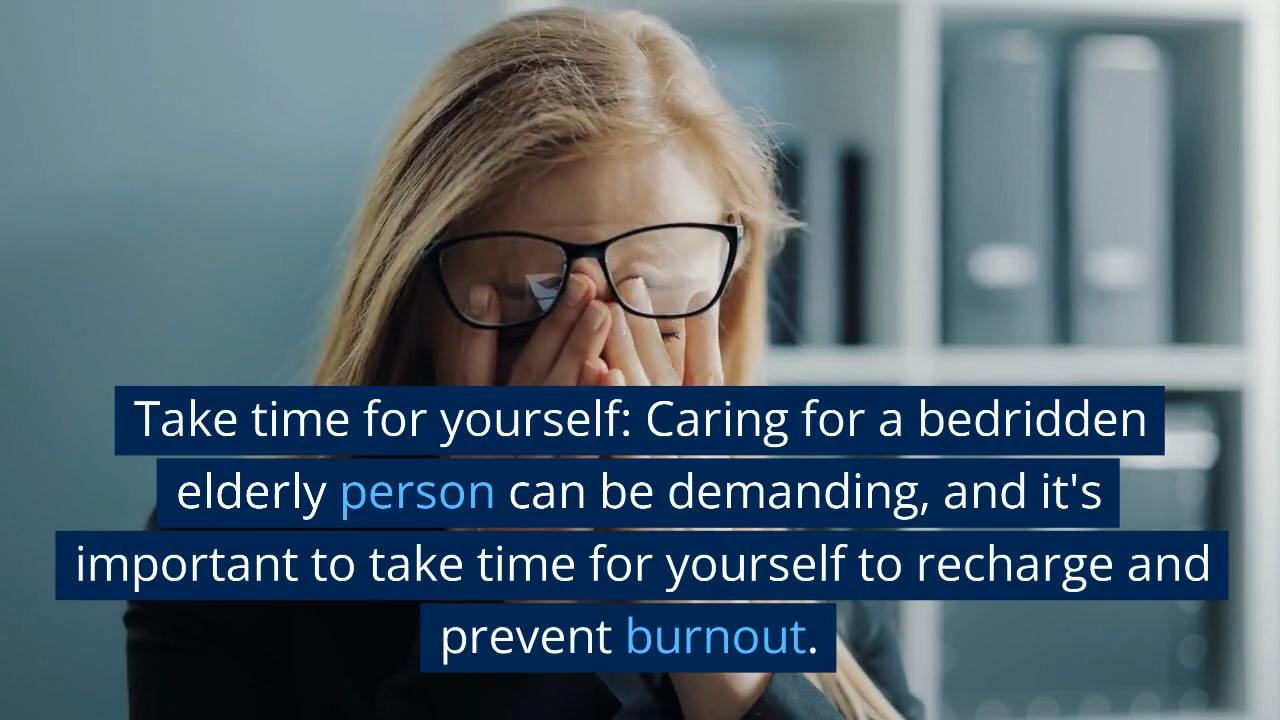 Take time for yourself: Caring for a bedridden
elderly person can be demanding, and it's
important to take time for yourself to recharge and
prevent burnout.